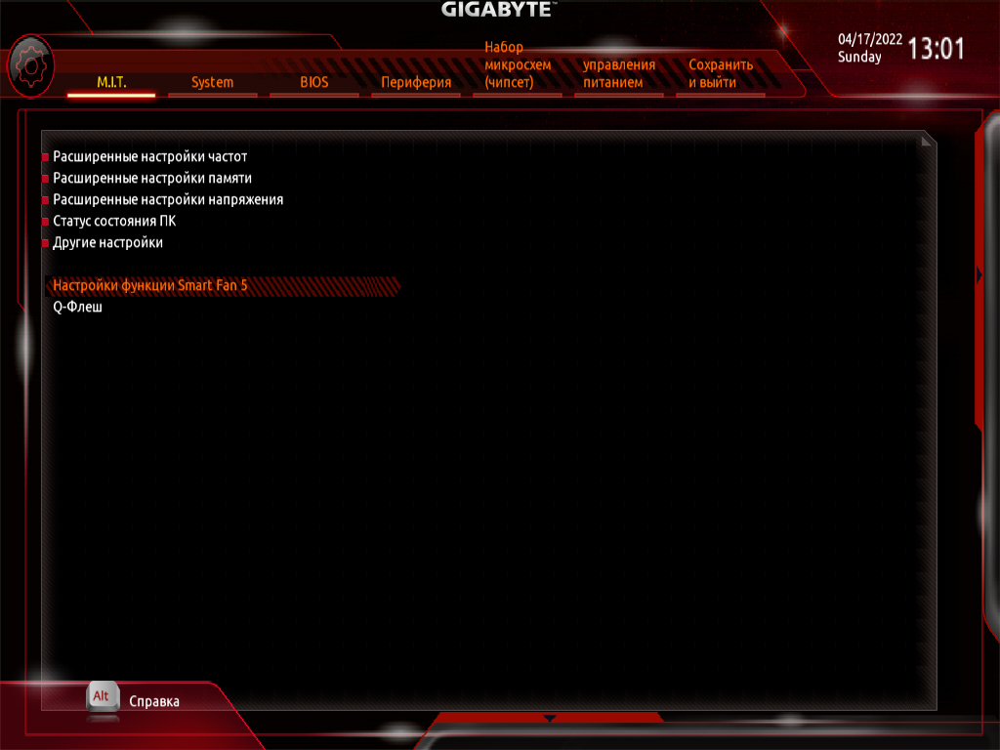 GIGABYTE™
04/17/2022
Sunday
13:01
M.I.T.
System
BIOS
Периферия
Набор
микросхем
(чипсет)
управления
питанием
Сохранить
и выйти
Расширенные настройки частот
Расширенные настройки памяти
Расширенные настройки напряжения
Статус состояния ПК
Другие настройки
Настройки функции Smart Fan 5
Q-Флеш
Alt
Справка